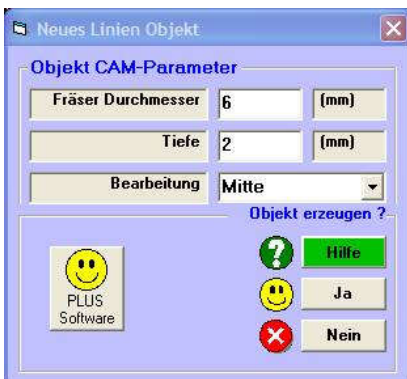 Neues Linien Objekt
Objekt CAM-Parameter
Fräser Durchmesser 6 (mm)
Tiefe 2 (mm)
Bearbeitung Mitte
Objekt erzeugen ?
Hilfe
Ja
Nein
PLUS
Software